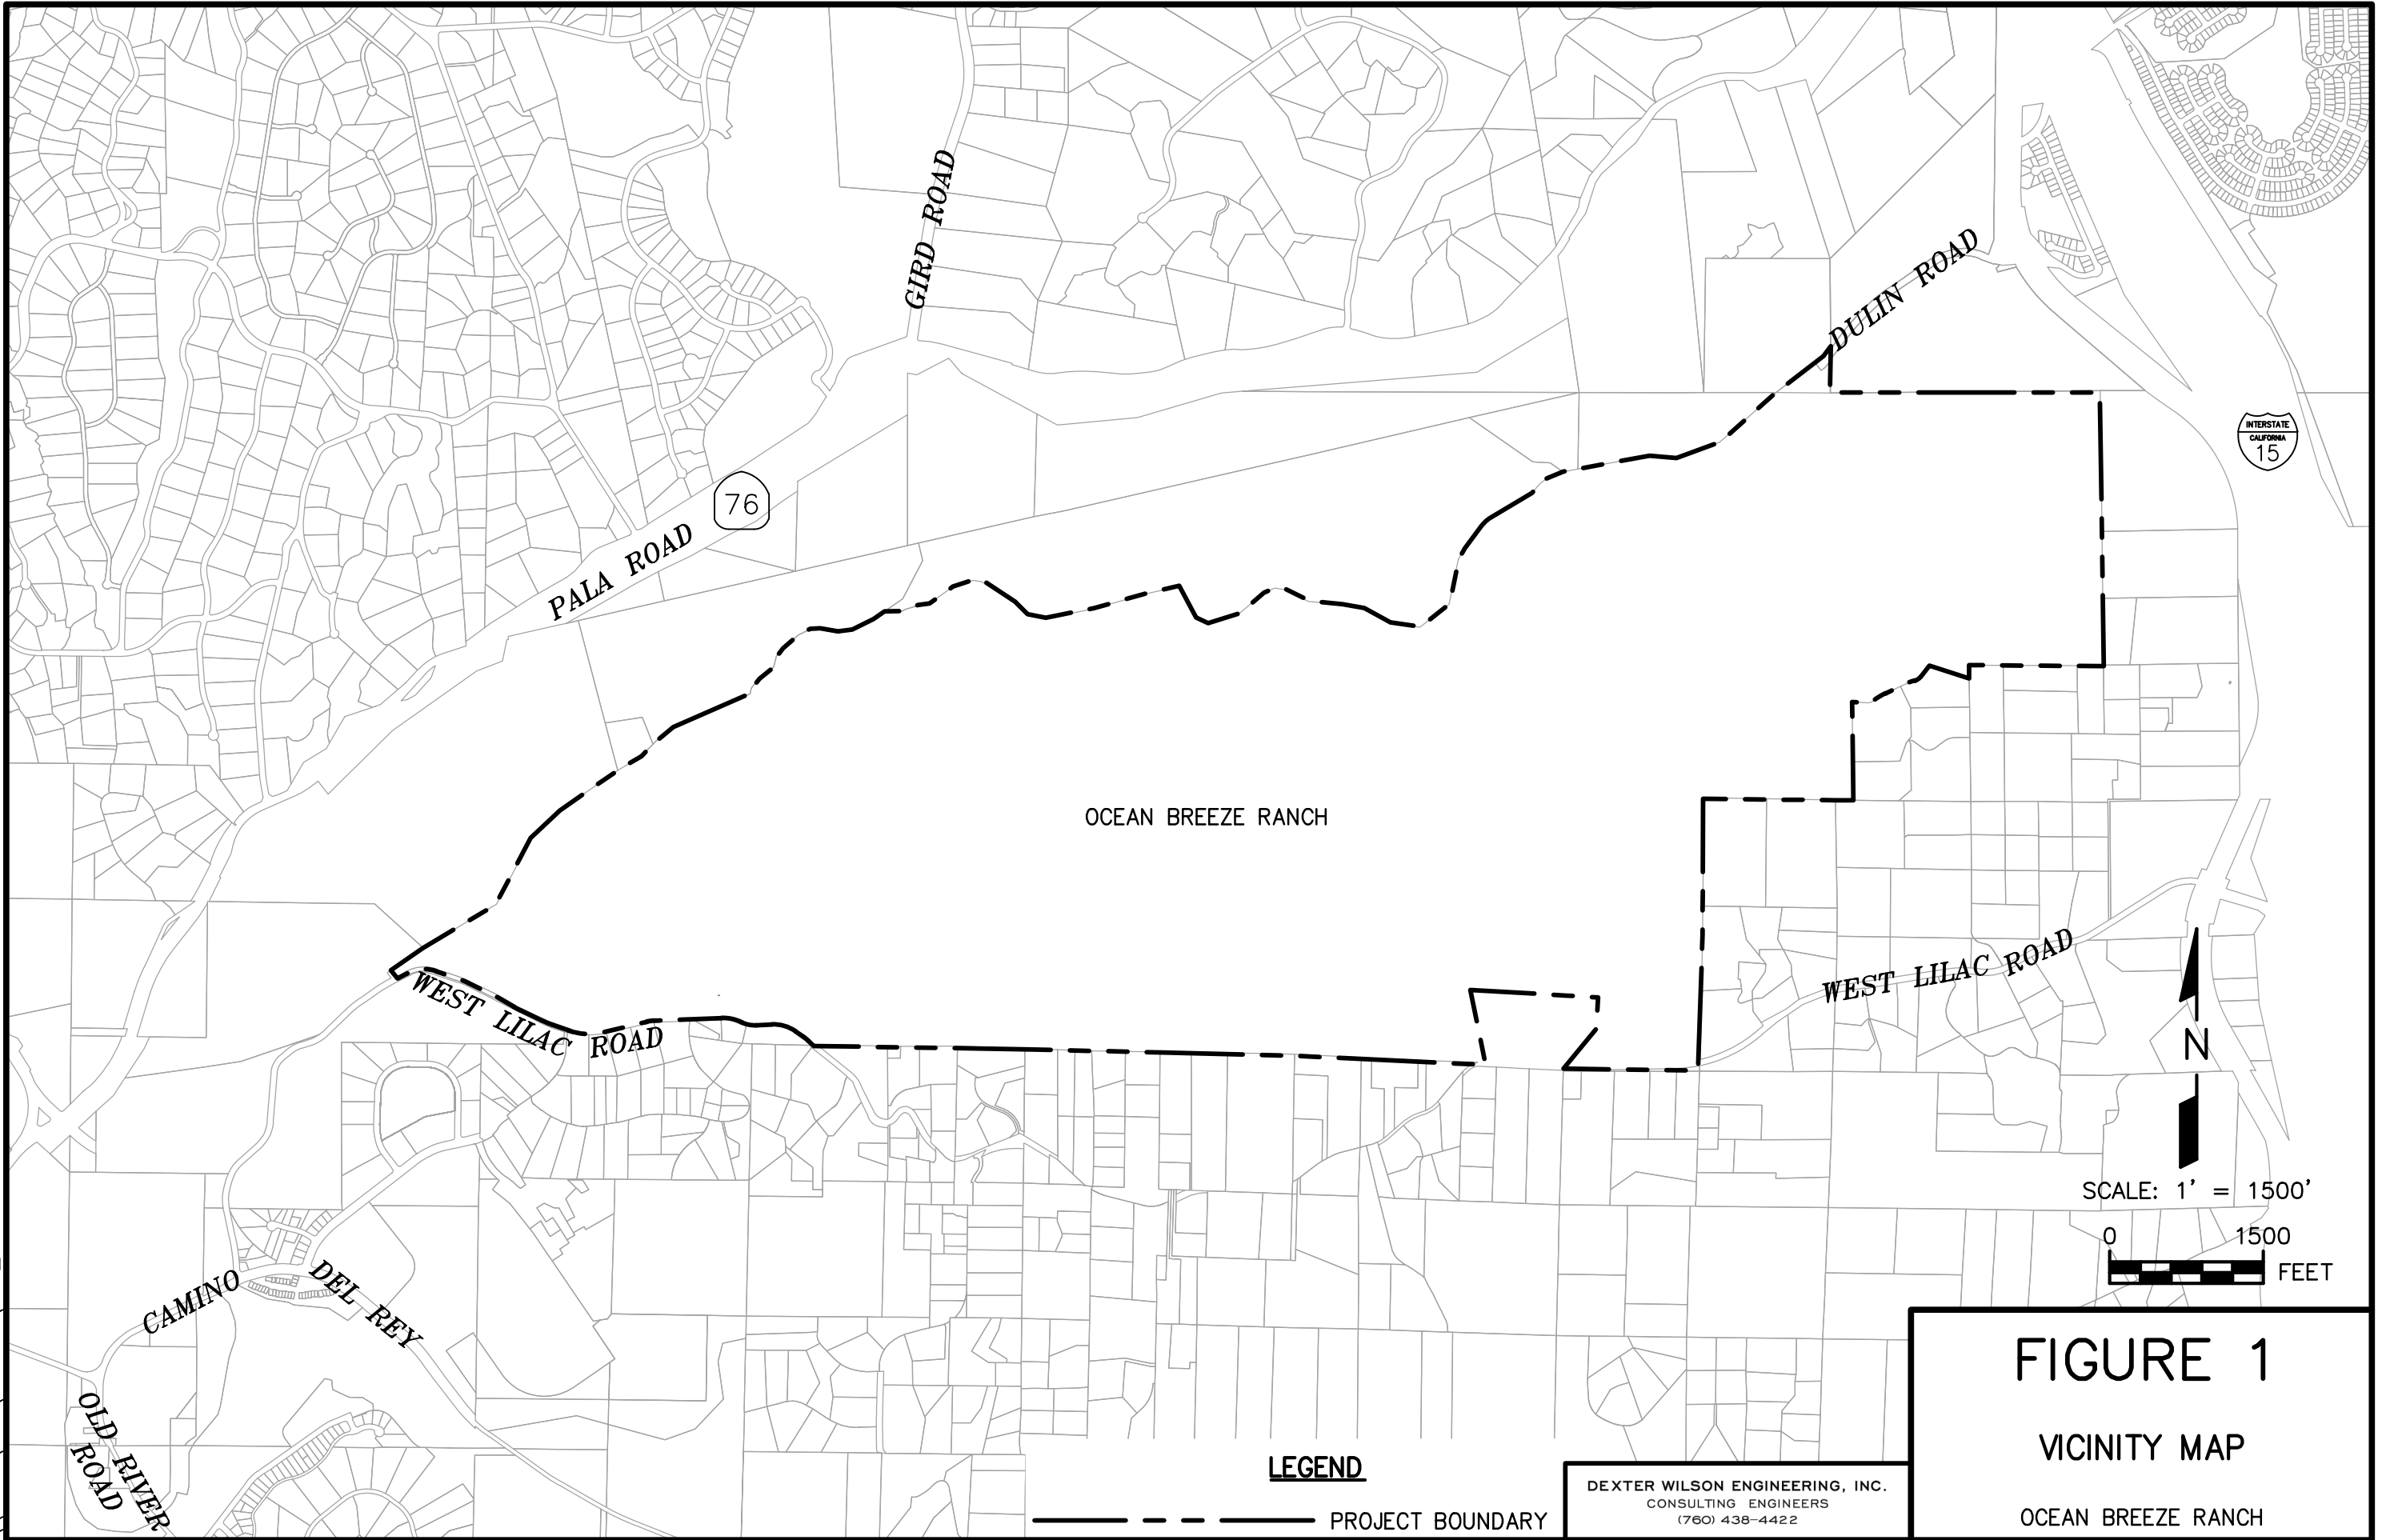 GIRD ROAD
DULIN ROAD
INTERSTATE
CALIFORNIA
15
76
PALA ROAD
OCEAN BREEZE RANCH
WEST LILAC ROAD
WEST LILAC ROAD
N
SCALE: 1' = 1500'
0 1500
FEET
CAMINO DEL REY
OLD RIVER
ROAD
LEGEND
PROJECT BOUNDARY
DEXTER WILSON ENGINEERING, INC.
CONSULTING ENGINEERS
(760) 438-4422
FIGURE 1
VICINITY MAP
OCEAN BREEZE RANCH